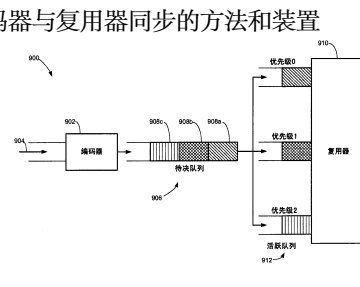 码器与复用器同步的方法和装置
910
900
优先级0
902
908c
908b
908a
904
编码器
优先级1
复用器
待决队列
906
优先级2
活跃队列
912